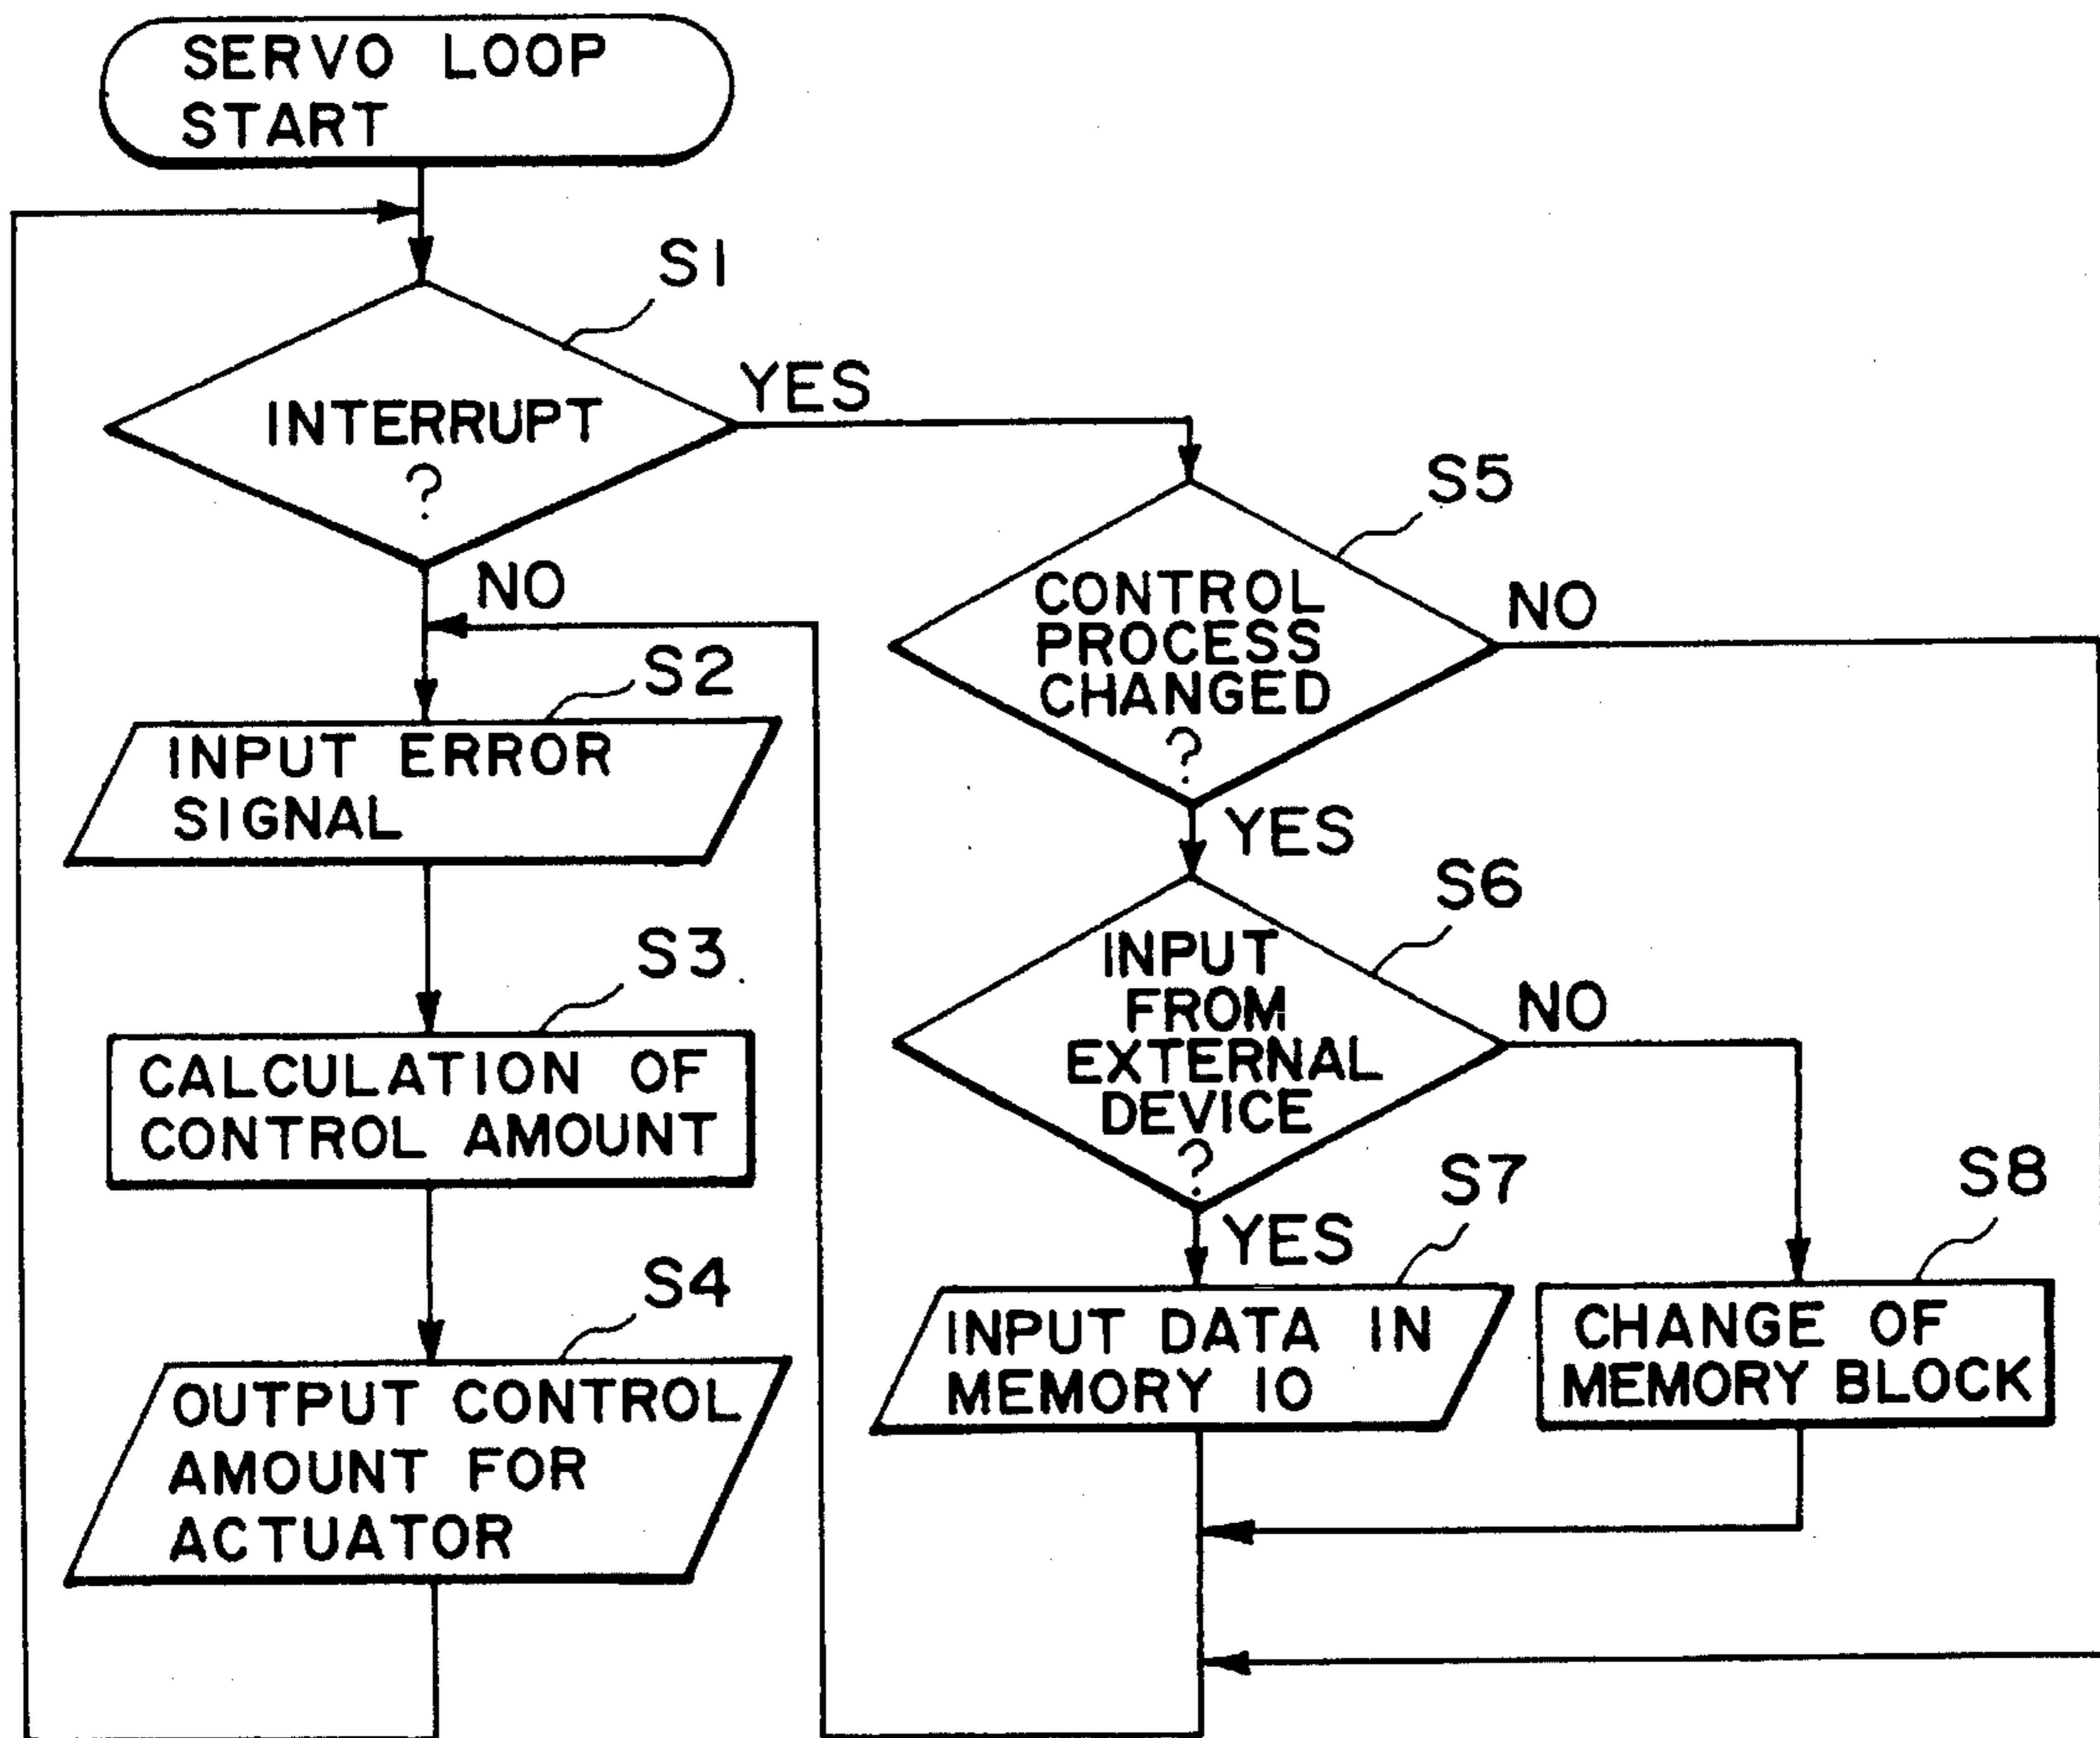 SERVO LOOP
START
S1
INTERRUPT
?
YES
NO
S2
INPUT ERROR
SIGNAL
S3
CALCULATION OF
CONTROL AMOUNT
S4
OUTPUT CONTROL
AMOUNT FOR
ACTUATOR
S5
CONTROL
PROCESS
CHANGED
?
NO
YES
S6
INPUT
FROM
EXTERNAL
DEVICE
?
NO
YES
S7
INPUT DATA IN
MEMORY 10
S8
CHANGE OF
MEMORY BLOCK